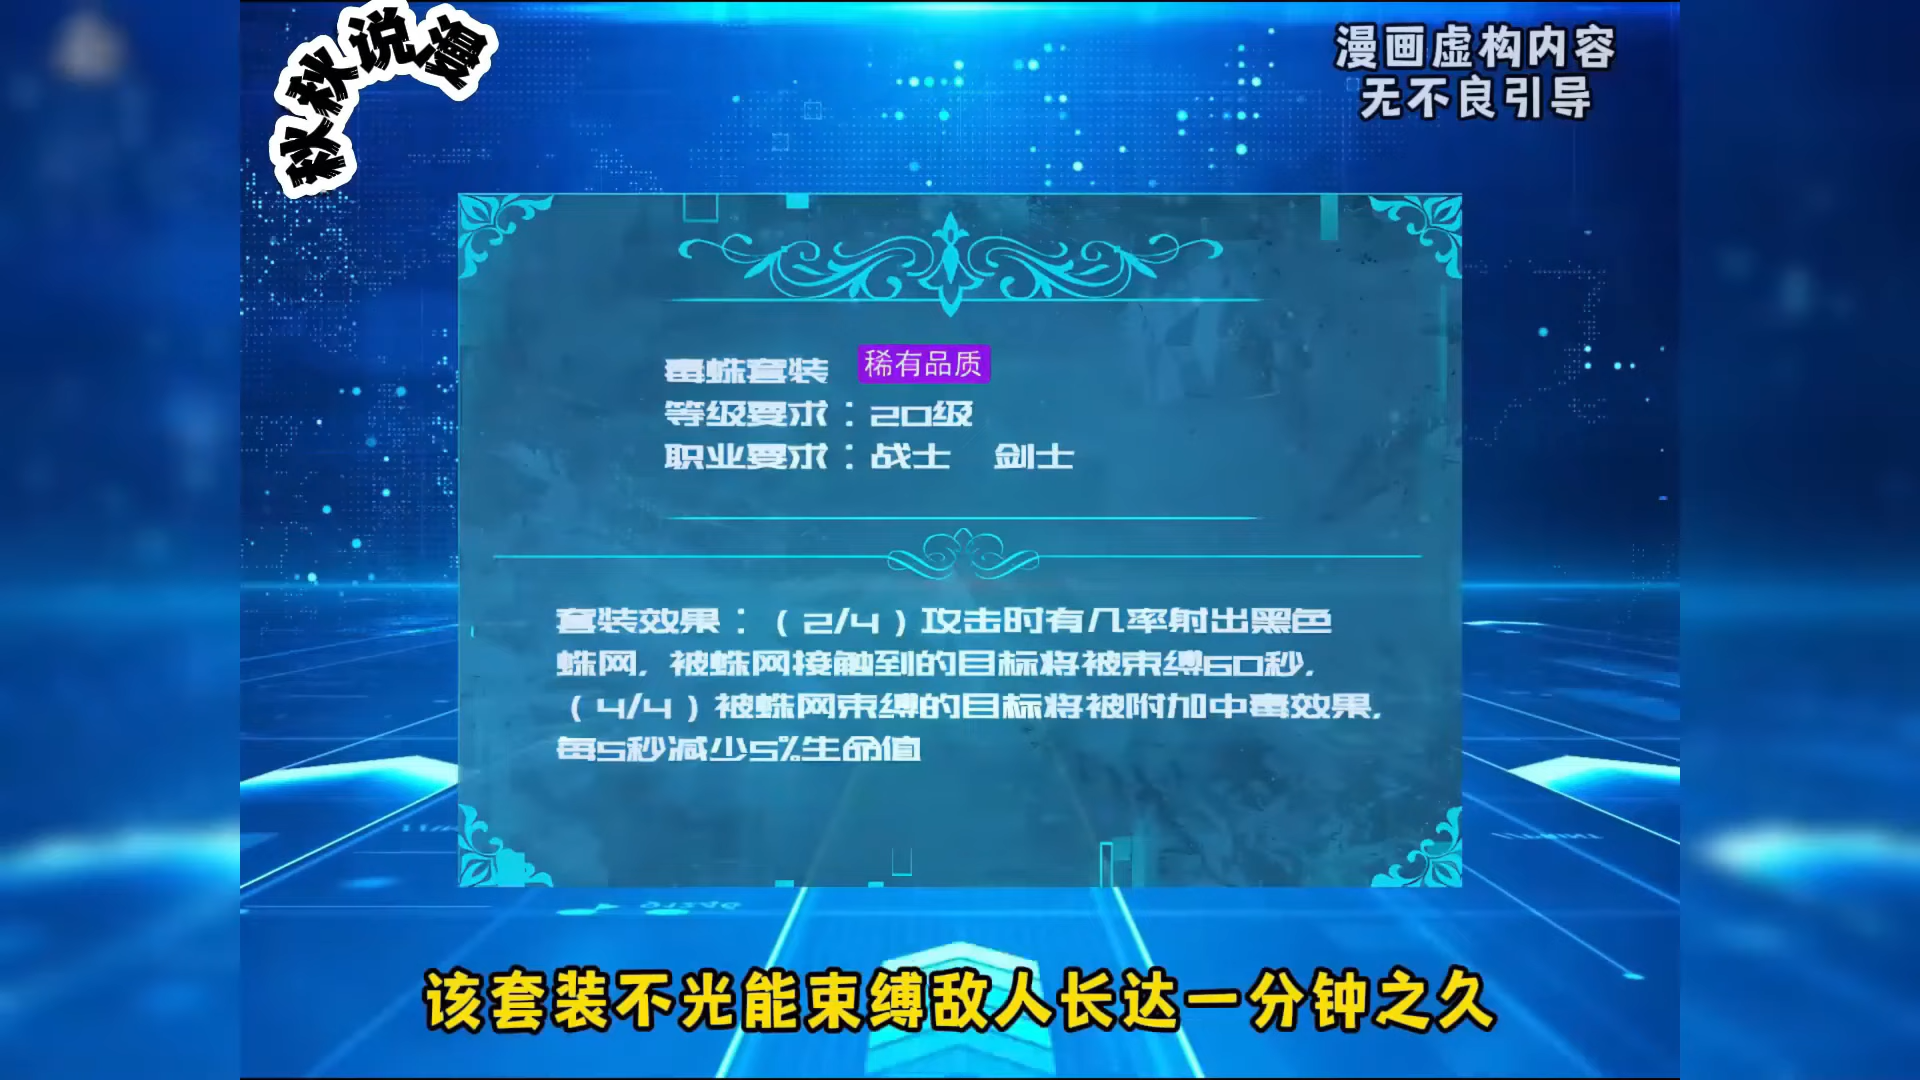 秋秋说漫
漫画虚构内容
无不良引导
毒蛛套装 稀有品质
等级要求：20级
职业要求：战士 剑士
套装效果：（2/4）攻击时有几率射出黑色
蛛网，被蛛网接触到的目标将被束缚60秒，
（4/4）被蛛网束缚的目标将被附加中毒效果，
每5秒减少5%生命值
该套装不光能束缚敌人长达一分钟之久